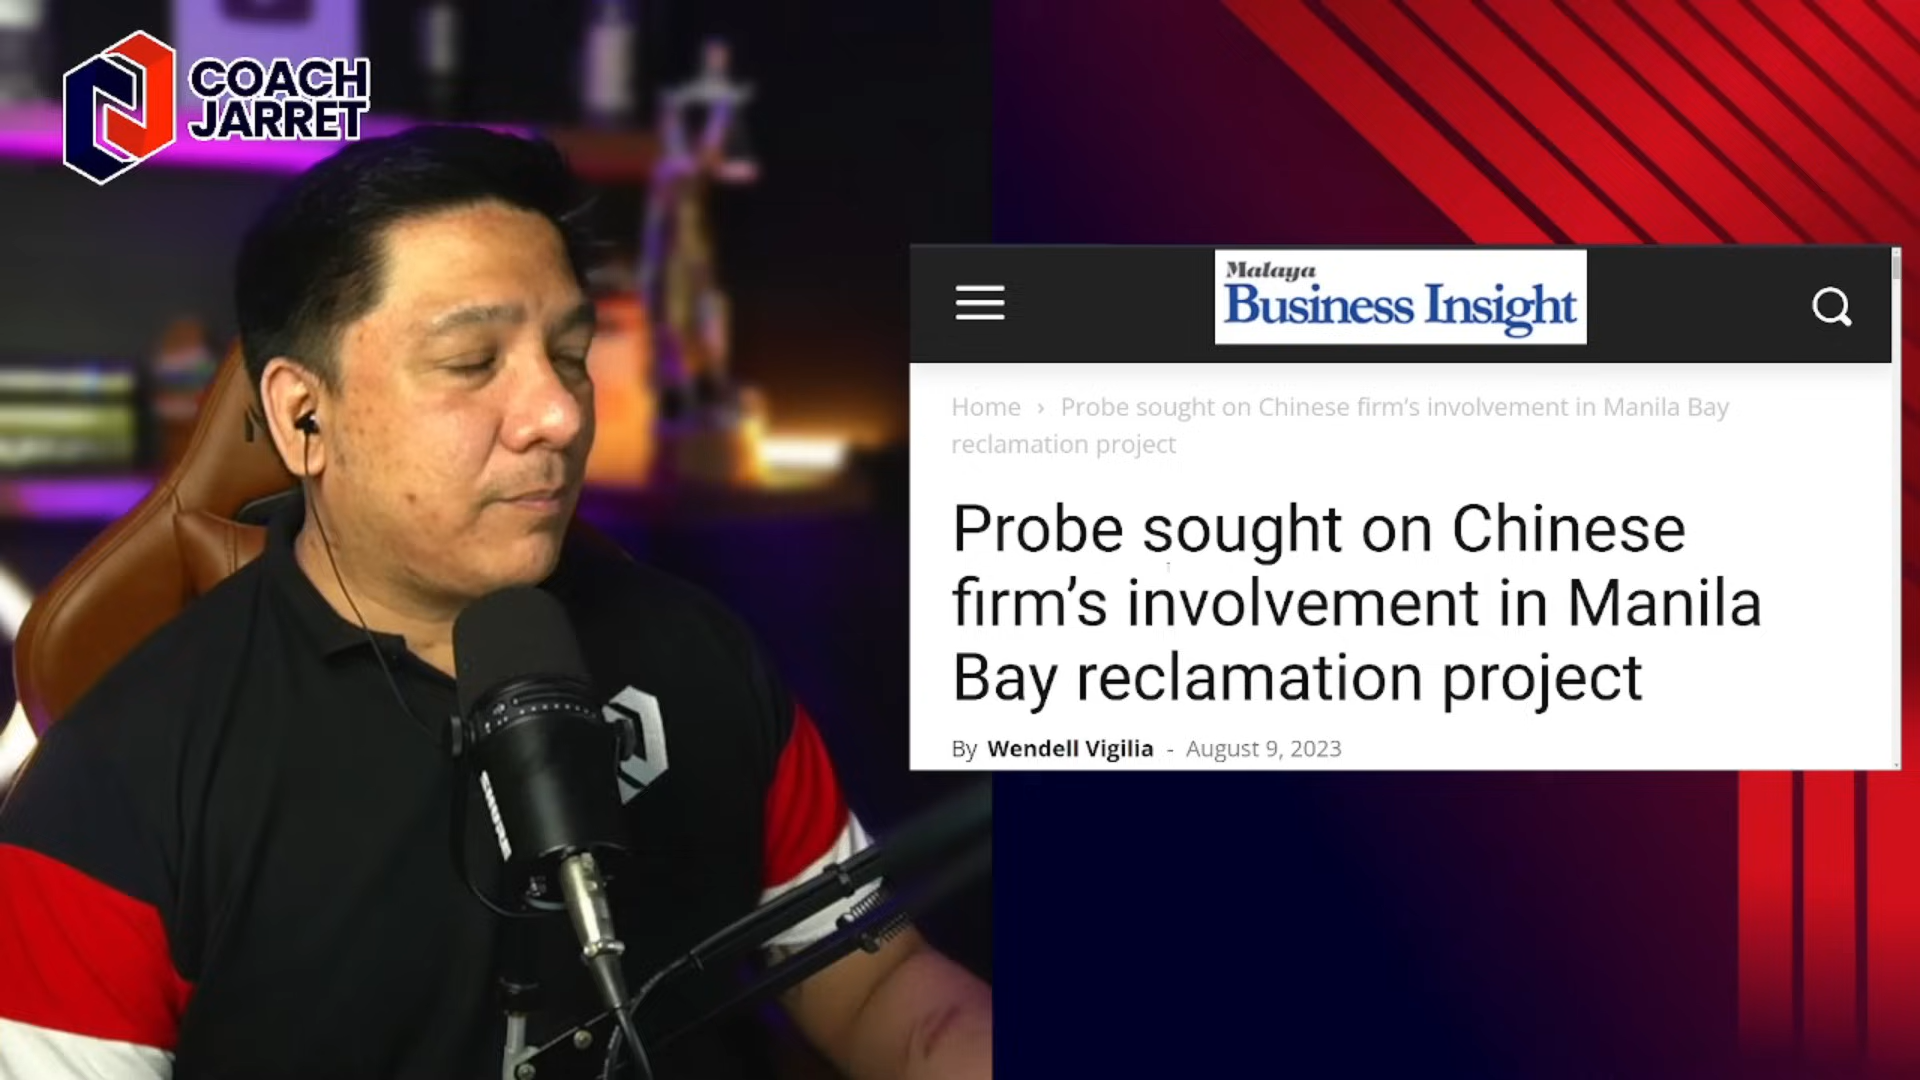 COACH
JARRET
Malaya
Business Insight
Home › Probe sought on Chinese firm's involvement in Manila Bay
reclamation project
Probe sought on Chinese
firm's involvement in Manila
Bay reclamation project
By Wendell Vigilia - August 9, 2023
SHURE